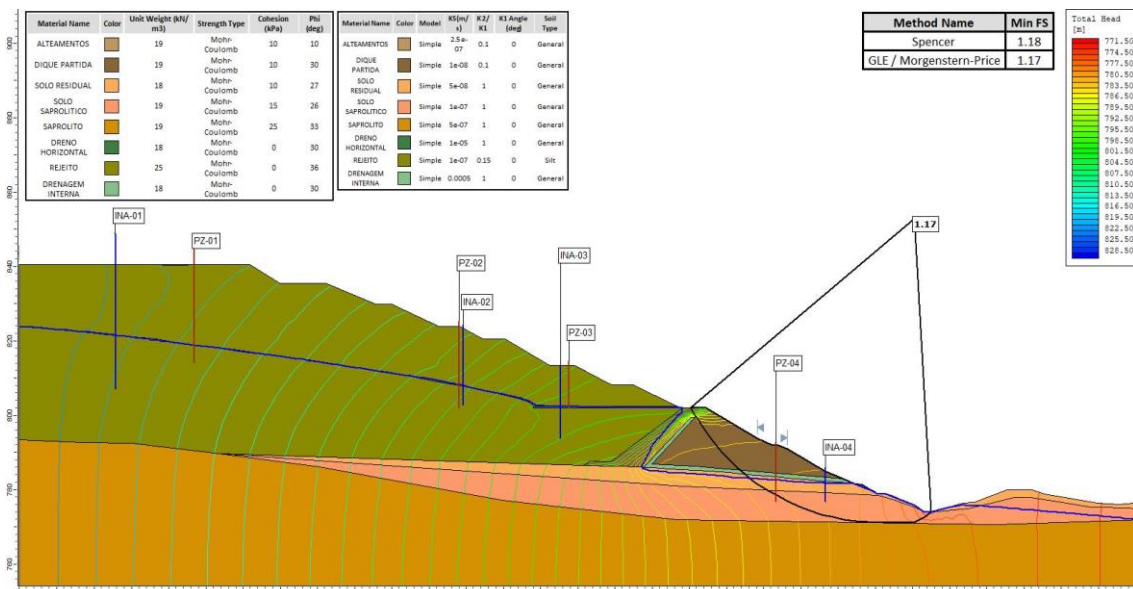 Material Name Color Unit Weight (kN/m3) Strength Type Cohesion (kPa) Phi (deg)
ALTEAMENTOS 19 Mohr-Coulomb 10 10
DIQUE PARTIDA 19 Mohr-Coulomb 10 30
SOLO RESIDUAL 18 Mohr-Coulomb 10 27
SOLO SAPROLITICO 19 Mohr-Coulomb 15 26
SAPROLITO 19 Mohr-Coulomb 25 33
DRENO HORIZONTAL 18 Mohr-Coulomb 0 30
REJEITO 25 Mohr-Coulomb 0 36
DRENAGEM INTERNA 18 Mohr-Coulomb 0 30
Material Name Color Model KS(m/s) K2/K1 K1 Angle (deg) Soil Type
ALTEAMENTOS Simple 2.5e-07 0.1 0 General
DIQUE PARTIDA Simple 1e-08 0.1 0 General
SOLO RESIDUAL Simple 5e-08 1 0 General
SOLO SAPROLITICO Simple 1e-07 1 0 General
SAPROLITO Simple 5e-07 1 0 General
DRENO HORIZONTAL Simple 1e-05 1 0 General
REJEITO Simple 1e-07 0.15 0 Silt
DRENAGEM INTERNA Simple 0.0005 1 0 General
Method Name Min FS
Spencer 1.18
GLE / Morgenstern-Price 1.17
Total Head
[m]
771.50
774.50
777.50
780.50
783.50
786.50
789.50
792.50
795.50
798.50
801.50
804.50
807.50
810.50
813.50
816.50
819.50
822.50
825.50
828.50
900
880
860
840
820
800
780
760
INA-01
PZ-01
PZ-02
INA-02
INA-03
PZ-03
1.17
PZ-04
INA-04